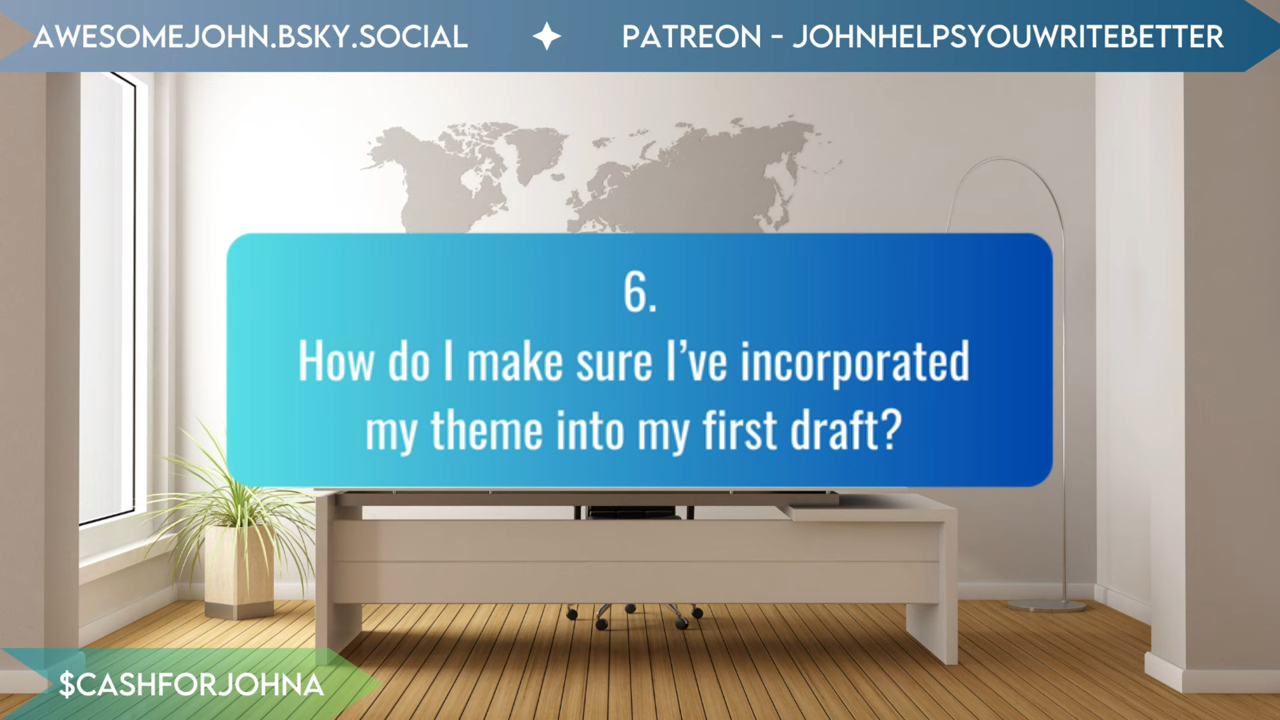 AWESOMEJOHN.BSKY.SOCIAL
PATREON - JOHNHELPSYOUWRITEBETTER
6.
How do I make sure I've incorporated
my theme into my first draft?
$CASHFORJOHNA